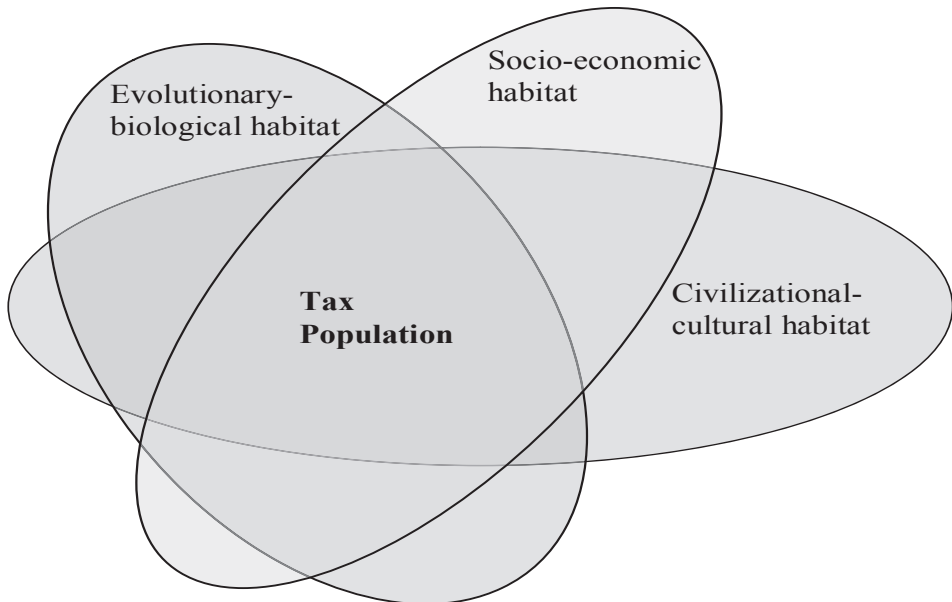 Socio-economic
habitat
Evolutionary-
biological habitat
Tax
Population
Civilizational-
cultural habitat